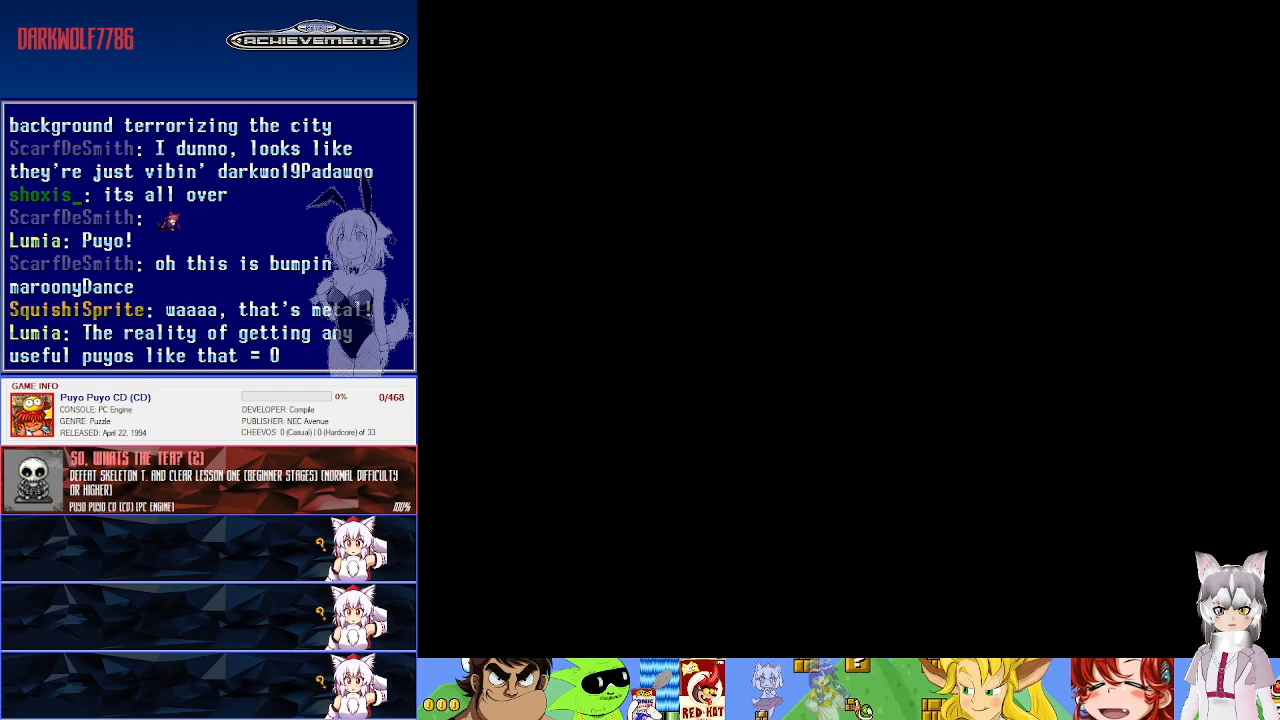 DARKWOLF7786
ACHIEVEMENTS
background terrorizing the city
ScarfDeSmith: I dunno, looks like
they're just vibin' darkwo19Padawoo
shoxis_: its all over
ScarfDeSmith:
Lumia: Puyo!
ScarfDeSmith: oh this is bumpin
maroonyDance
SquishiSprite: waaaa, that's metal!
Lumia: The reality of getting any
useful puyos like that = 0
GAME INFO
Puyo Puyo CD (CD)
0%
0/468
CONSOLE: PC Engine
DEVELOPER: Compile
GENRE: Puzzle
PUBLISHER: NEC Avenue
RELEASED: April 22, 1994
CHEEVOS: 0 (Casual) | 0 (Hardcore) of 33
SO, WHATS THE TEA? (2)
DEFEAT SKELETON T. AND CLEAR LESSON ONE [BEGINNER STAGES] [NORMAL DIFFICULTY
OR HIGHER]
PUYO PUYO CD (CD) [PC ENGINE]
100%
?
?
?
?
RED HAT